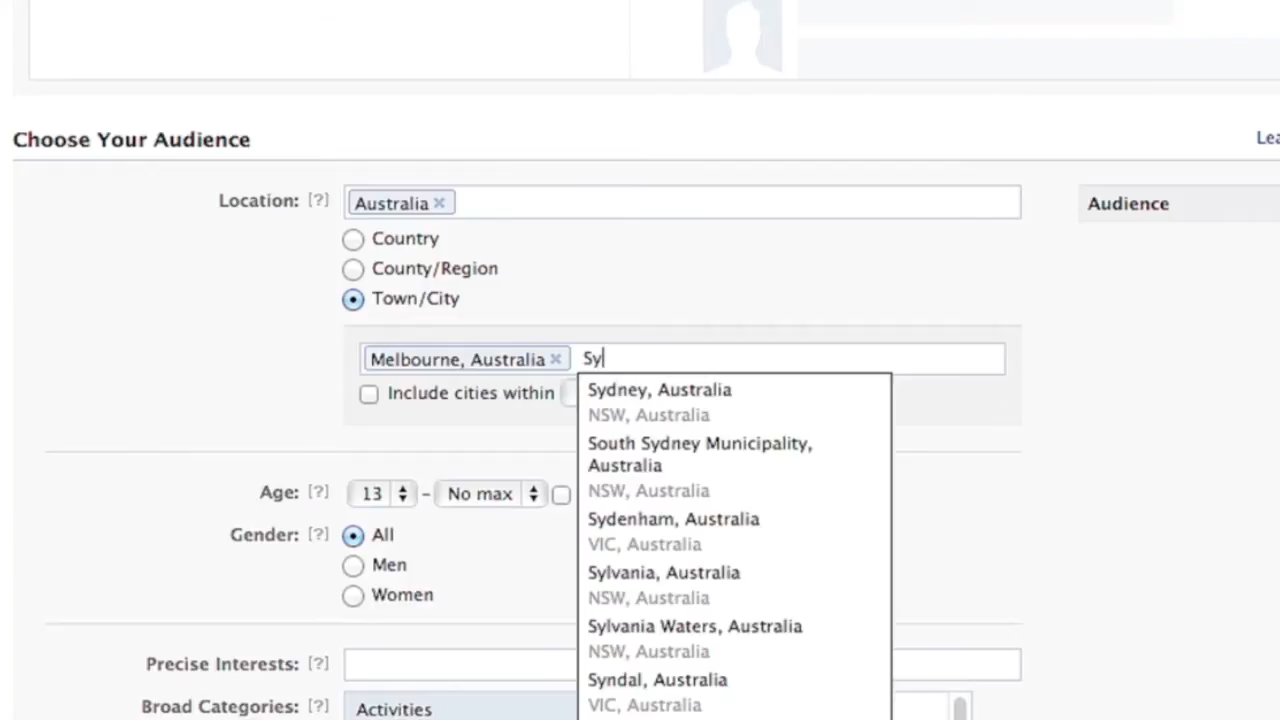 Choose Your Audience
Location: [?]
Australia ×
Audience
Country
County/Region
Town/City
Melbourne, Australia × Sy
Include cities within
Sydney, Australia
NSW, Australia
South Sydney Municipality,
Australia
NSW, Australia
Sydenham, Australia
VIC, Australia
Sylvania, Australia
NSW, Australia
Sylvania Waters, Australia
NSW, Australia
Syndal, Australia
VIC, Australia
Age: [?] 13 – No max
Gender: [?] All
Men
Women
Precise Interests: [?]
Broad Categories: [?] Activities